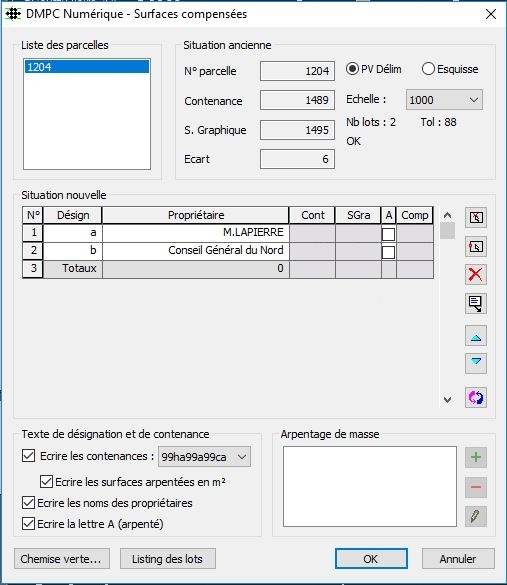 DMPC Numérique - Surfaces compensées
Liste des parcelles
1204
Situation ancienne
N° parcelle 1204 PV Délim Esquisse
Contenance 1489 Echelle : 1000
S. Graphique 1495 Nb lots : 2 Tol : 88
OK
Ecart 6
Situation nouvelle
N° Désign Propriétaire Cont SGra A Comp
1 a M.LAPIERRE
2 b Conseil Général du Nord
3 Totaux 0
Texte de désignation et de contenance
Ecrire les contenances : 99ha99a99ca
Ecrire les surfaces arpentées en m²
Ecrire les noms des propriétaires
Ecrire la lettre A (arpenté)
Arpentage de masse
Chemise verte... Listing des lots OK Annuler